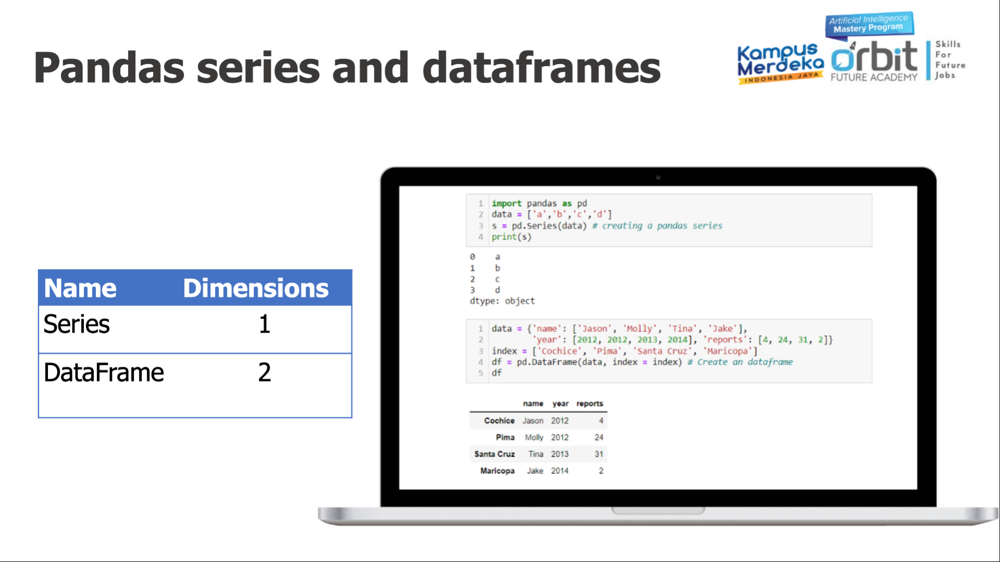 Artificial Intelligence
Mastery Program
Pandas series and dataframes
Kampus
Merdeka
INDONESIA JAYA
orbit
FUTURE ACADEMY
Skills
For
Future
Jobs
Name Dimensions
Series 1
DataFrame 2
1 import pandas as pd
2 data = ['a','b','c','d']
3 s = pd.Series(data) # creating a pandas series
4 print(s)
0 a
1 b
2 c
3 d
dtype: object
1 data = {'name': ['Jason', 'Molly', 'Tina', 'Jake'],
2 'year': [2012, 2012, 2013, 2014], 'reports': [4, 24, 31, 2]}
3 index = ['Cochice', 'Pima', 'Santa Cruz', 'Maricopa']
4 df = pd.DataFrame(data, index = index) # Create an dataframe
5 df
name year reports
Cochice Jason 2012 4
Pima Molly 2012 24
Santa Cruz Tina 2013 31
Maricopa Jake 2014 2